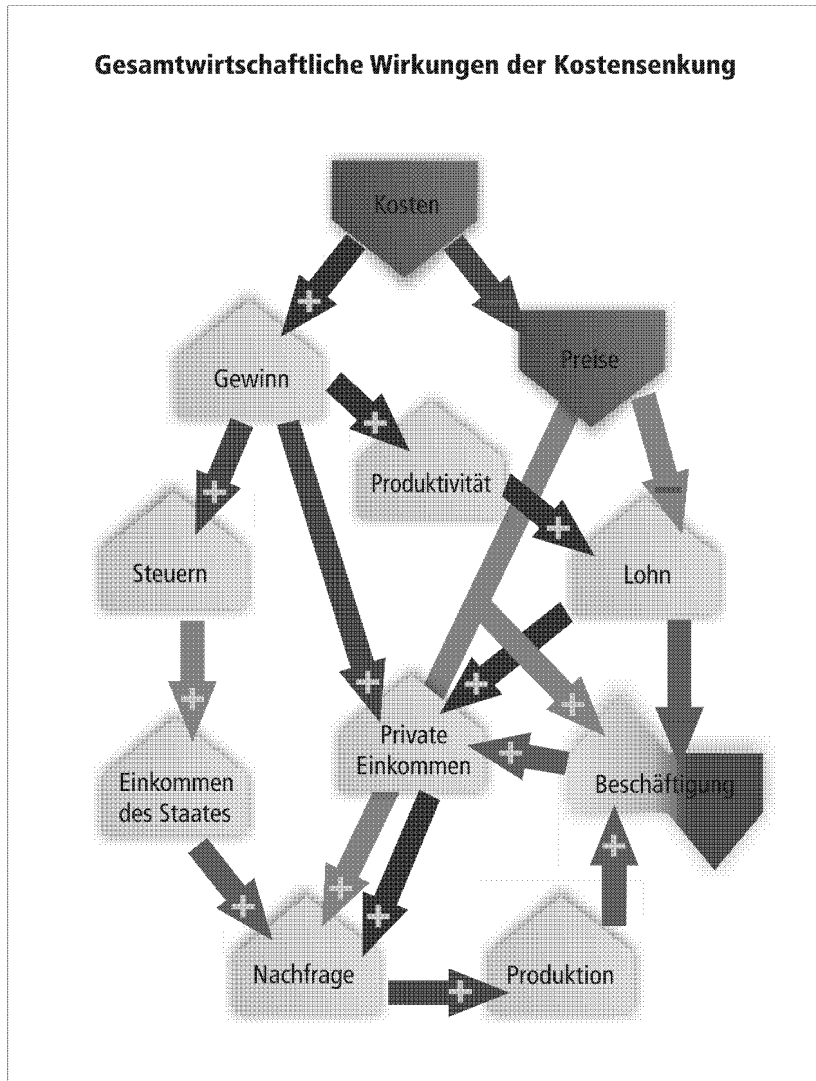 Gesamtwirtschaftliche Wirkungen der Kostensenkung
Kosten
Preise
Gewinn
Produktivität
Steuern
Lohn
Private
Einkommen
Beschäftigung
Einkommen
des Staates
Nachfrage
Produktion